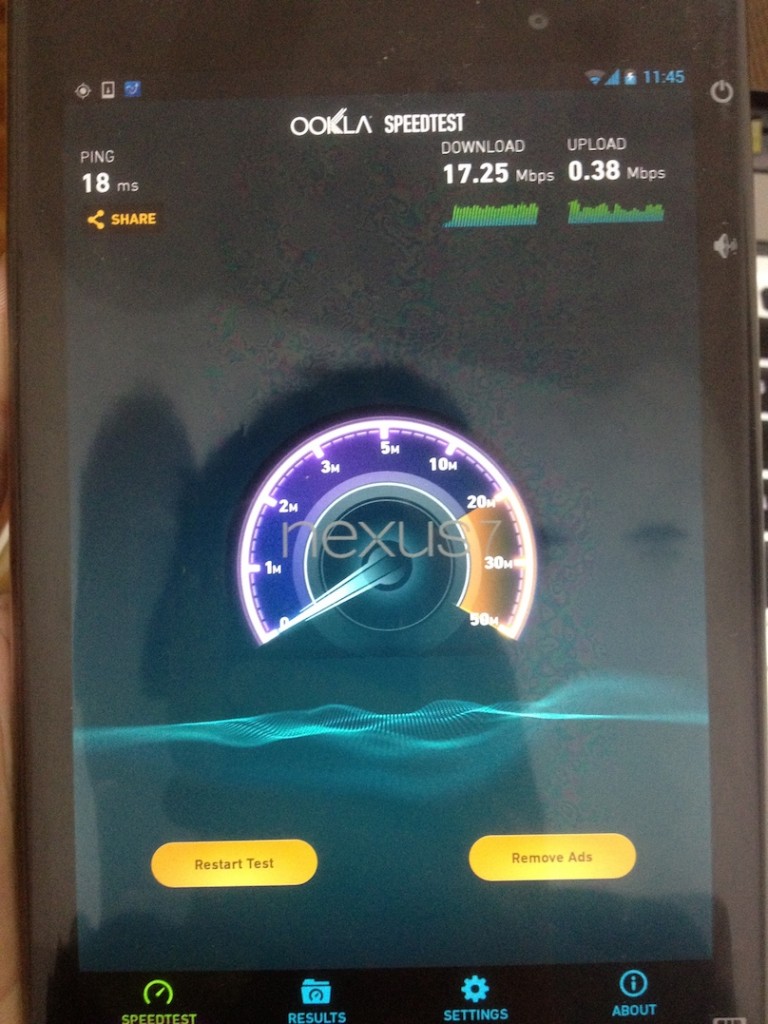 11:45
OOKLA SPEEDTEST
PING
18 ms
SHARE
DOWNLOAD
17.25 Mbps
UPLOAD
0.38 Mbps
5M
3M
10M
2M
20M
nexus7
1M
30M
0
50M
Restart Test
Remove Ads
SPEEDTEST
RESULTS
SETTINGS
ABOUT